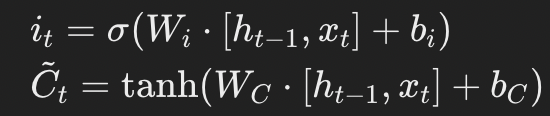 i_t = σ(W_i · [h_{t−1}, x_t] + b_i)
C̃_t = tanh(W_C · [h_{t−1}, x_t] + b_C)